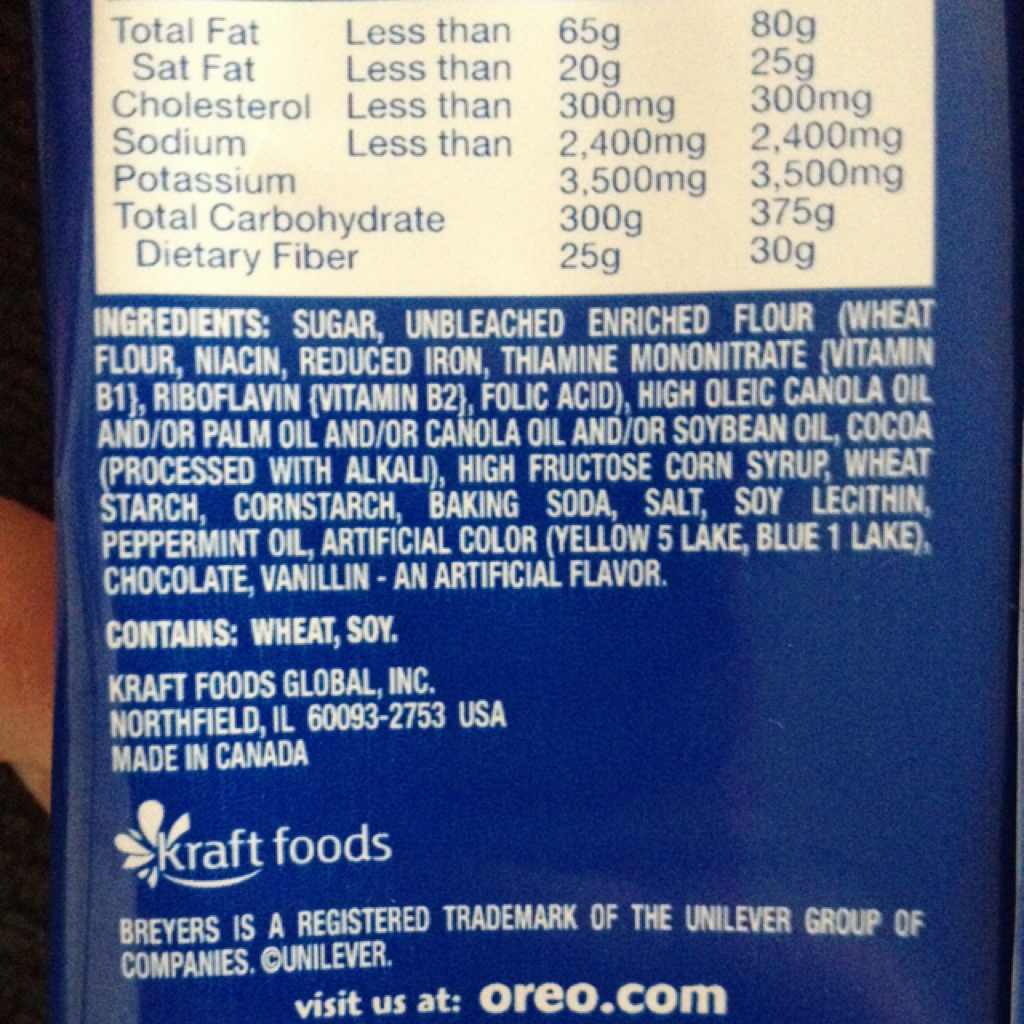 Total Fat Less than 65g 80g
Sat Fat Less than 20g 25g
Cholesterol Less than 300mg 300mg
Sodium Less than 2,400mg 2,400mg
Potassium 3,500mg 3,500mg
Total Carbohydrate 300g 375g
Dietary Fiber 25g 30g
INGREDIENTS: SUGAR, UNBLEACHED ENRICHED FLOUR (WHEAT
FLOUR, NIACIN, REDUCED IRON, THIAMINE MONONITRATE {VITAMIN
B1}, RIBOFLAVIN {VITAMIN B2}, FOLIC ACID), HIGH OLEIC CANOLA OIL
AND/OR PALM OIL AND/OR CANOLA OIL AND/OR SOYBEAN OIL, COCOA
(PROCESSED WITH ALKALI), HIGH FRUCTOSE CORN SYRUP, WHEAT
STARCH, CORNSTARCH, BAKING SODA, SALT, SOY LECITHIN,
PEPPERMINT OIL, ARTIFICIAL COLOR (YELLOW 5 LAKE, BLUE 1 LAKE),
CHOCOLATE, VANILLIN - AN ARTIFICIAL FLAVOR.
CONTAINS: WHEAT, SOY.
KRAFT FOODS GLOBAL, INC.
NORTHFIELD, IL 60093-2753 USA
MADE IN CANADA
kraft foods
BREYERS IS A REGISTERED TRADEMARK OF THE UNILEVER GROUP OF
COMPANIES. ©UNILEVER.
visit us at: oreo.com